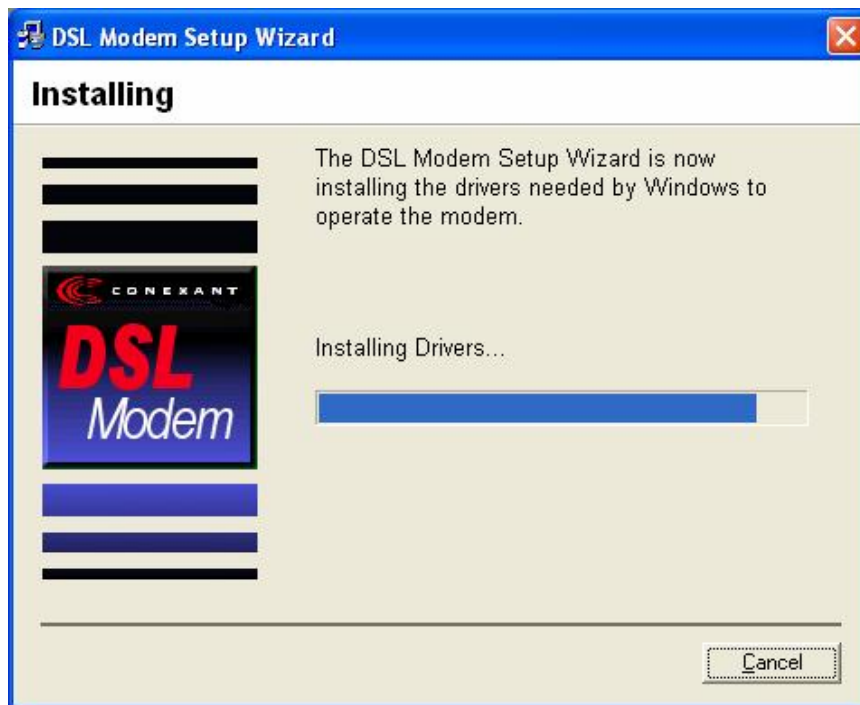 DSL Modem Setup Wizard
Installing
The DSL Modem Setup Wizard is now
installing the drivers needed by Windows to
operate the modem.
CONEXANT
DSL
Modem
Installing Drivers...
Cancel